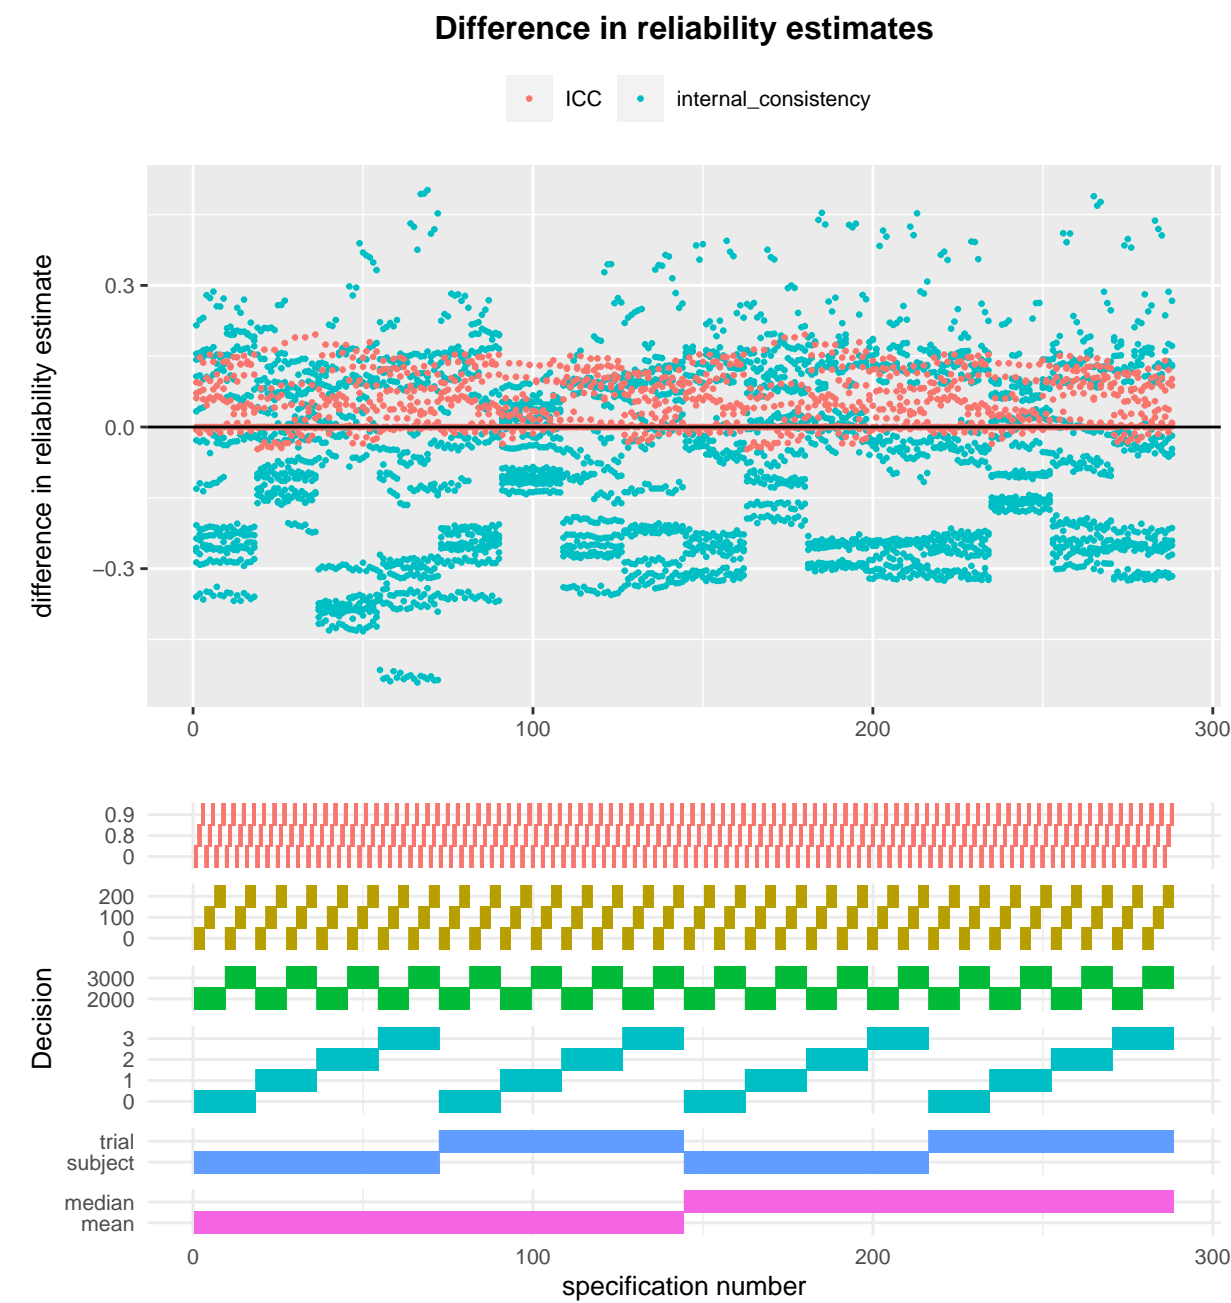 Difference in reliability estimates
ICC internal_consistency
difference in reliability estimate
0.3
0.0
−0.3
0 100 200 300
Decision
0.9
0.8
0
200
100
0
3000
2000
3
2
1
0
trial
subject
median
mean
0 100 200 300
specification number